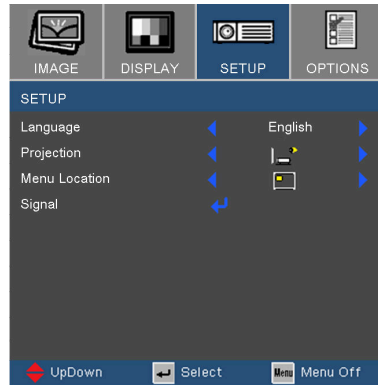 IMAGE DISPLAY SETUP OPTIONS
SETUP
Language English
Projection
Menu Location
Signal
UpDown Select Menu Menu Off